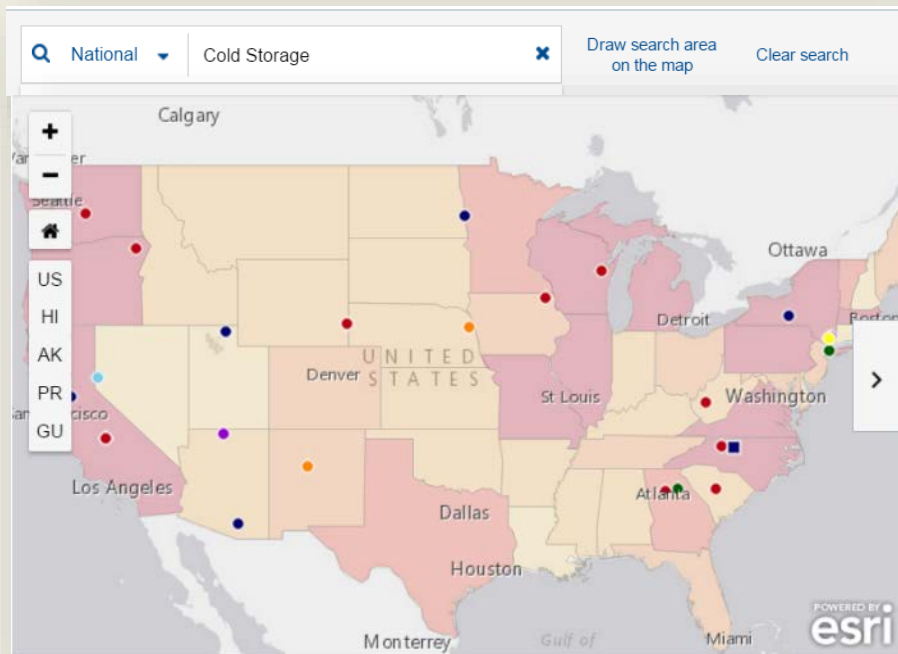 National
Cold Storage
Draw search area
on the map
Clear search
Calgary
Seattle
+
−
US
HI
AK
PR
GU
Ottawa
Detroit
UNITED
STATES
Denver
St Louis
Washington
Los Angeles
Atlanta
Dallas
Houston
Monterrey
Gulf of
Miami
POWERED BY
esri